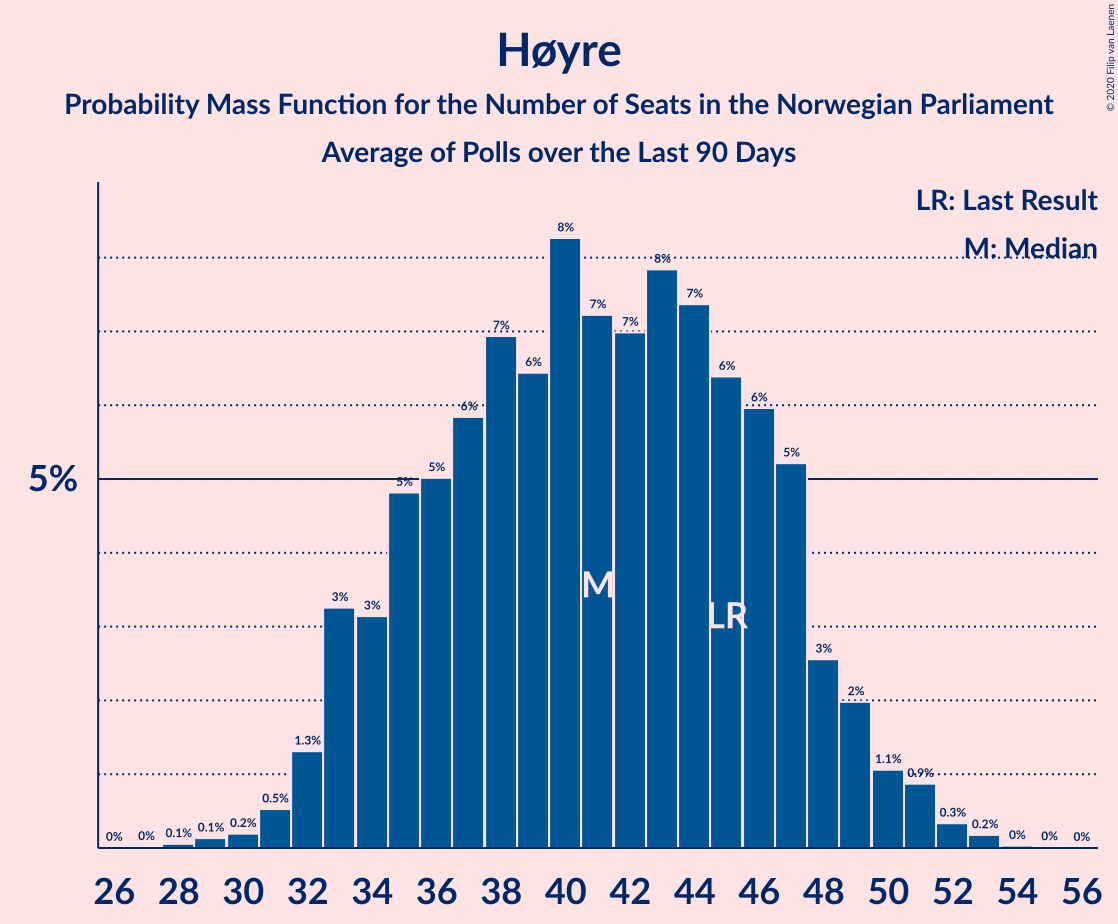 Høyre
Probability Mass Function for the Number of Seats in the Norwegian Parliament
Average of Polls over the Last 90 Days
© 2020 Filip van Laenen
LR: Last Result
M: Median
5%
0% 0% 0.1% 0.1% 0.2% 0.5% 1.3% 3% 3% 5% 5% 6% 7% 6% 8% 7% 7% 8% 7% 6% 6% 5% 3% 2% 1.1% 0.9% 0.3% 0.2% 0% 0% 0%
M
LR
26 28 30 32 34 36 38 40 42 44 46 48 50 52 54 56